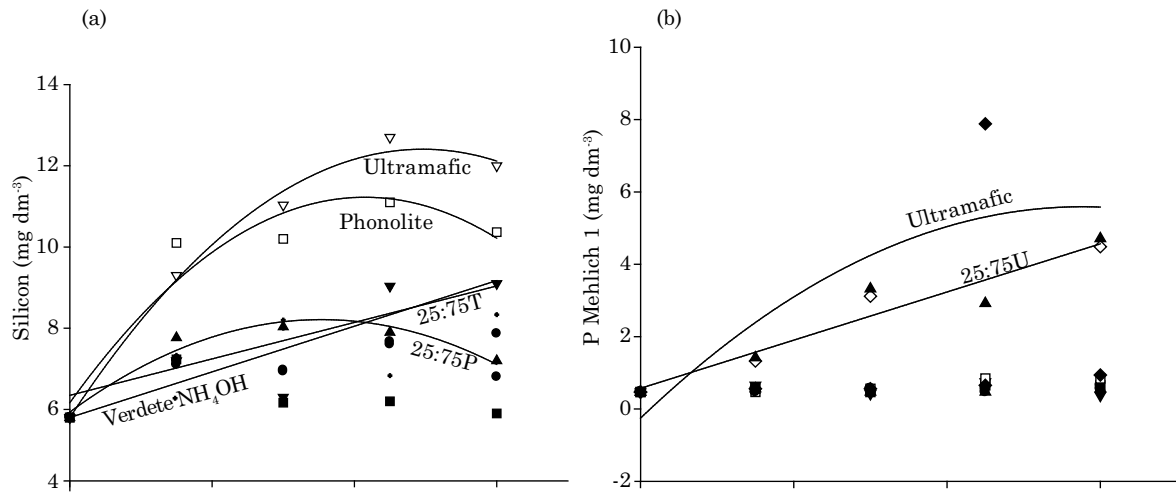 (a)
Silicon (mg dm⁻³)
14
12
10
8
6
4
Ultramafic
Phonolite
25:75T
25:75P
Verdete NH₄OH
(b)
P Mehlich 1 (mg dm⁻³)
10
8
6
4
2
0
-2
Ultramafic
25:75U